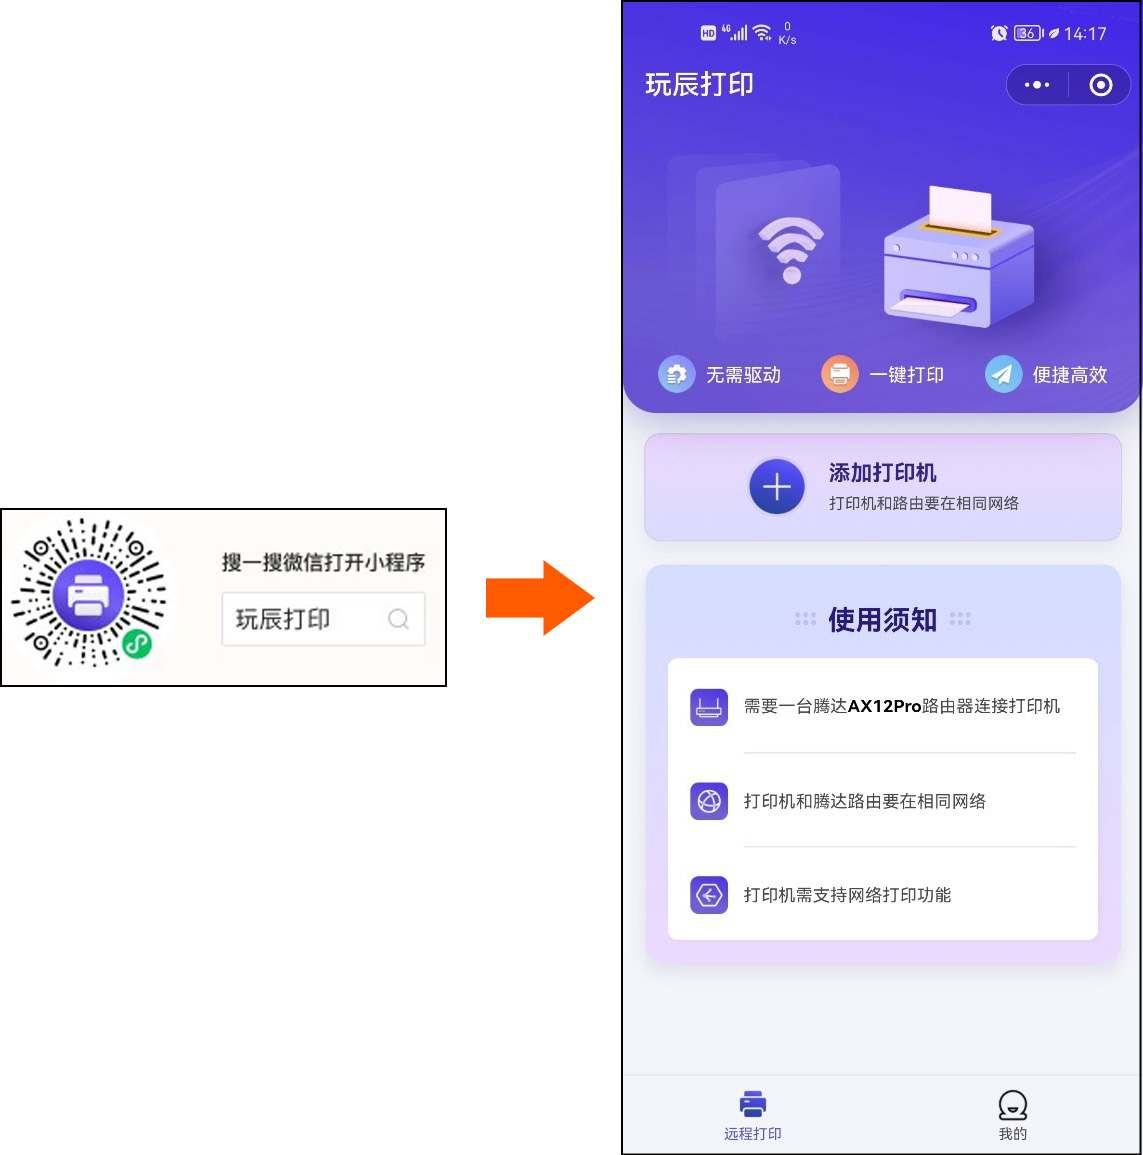 搜一搜微信打开小程序
玩辰打印
HD 4G 0 K/s 36 14:17
玩辰打印
无需驱动 一键打印 便捷高效
添加打印机
打印机和路由要在相同网络
使用须知
需要一台腾达AX12Pro路由器连接打印机
打印机和腾达路由要在相同网络
打印机需支持网络打印功能
远程打印 我的